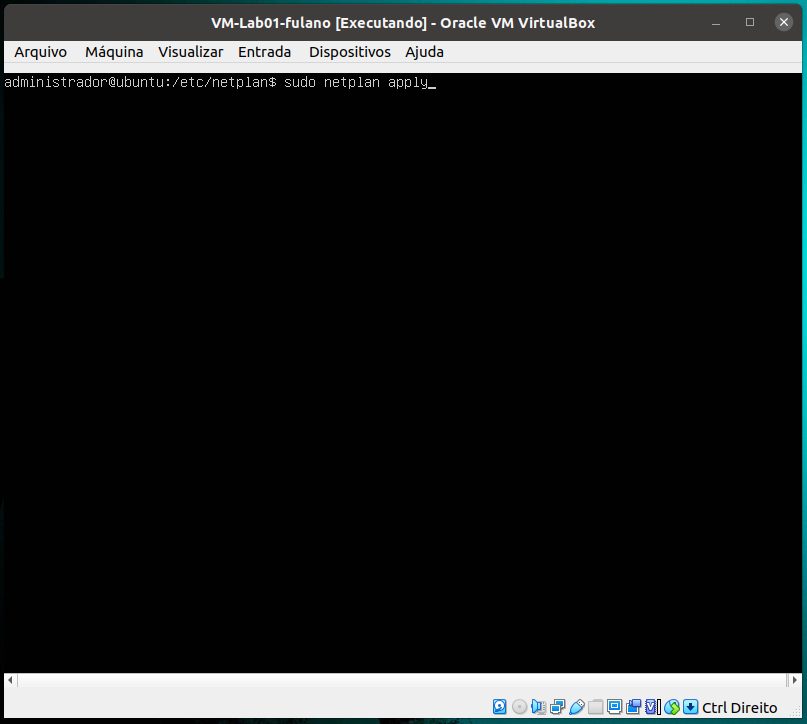 VM-Lab01-fulano [Executando] - Oracle VM VirtualBox
Arquivo Máquina Visualizar Entrada Dispositivos Ajuda
administrador@ubuntu:/etc/netplan$ sudo netplan apply_
Ctrl Direito